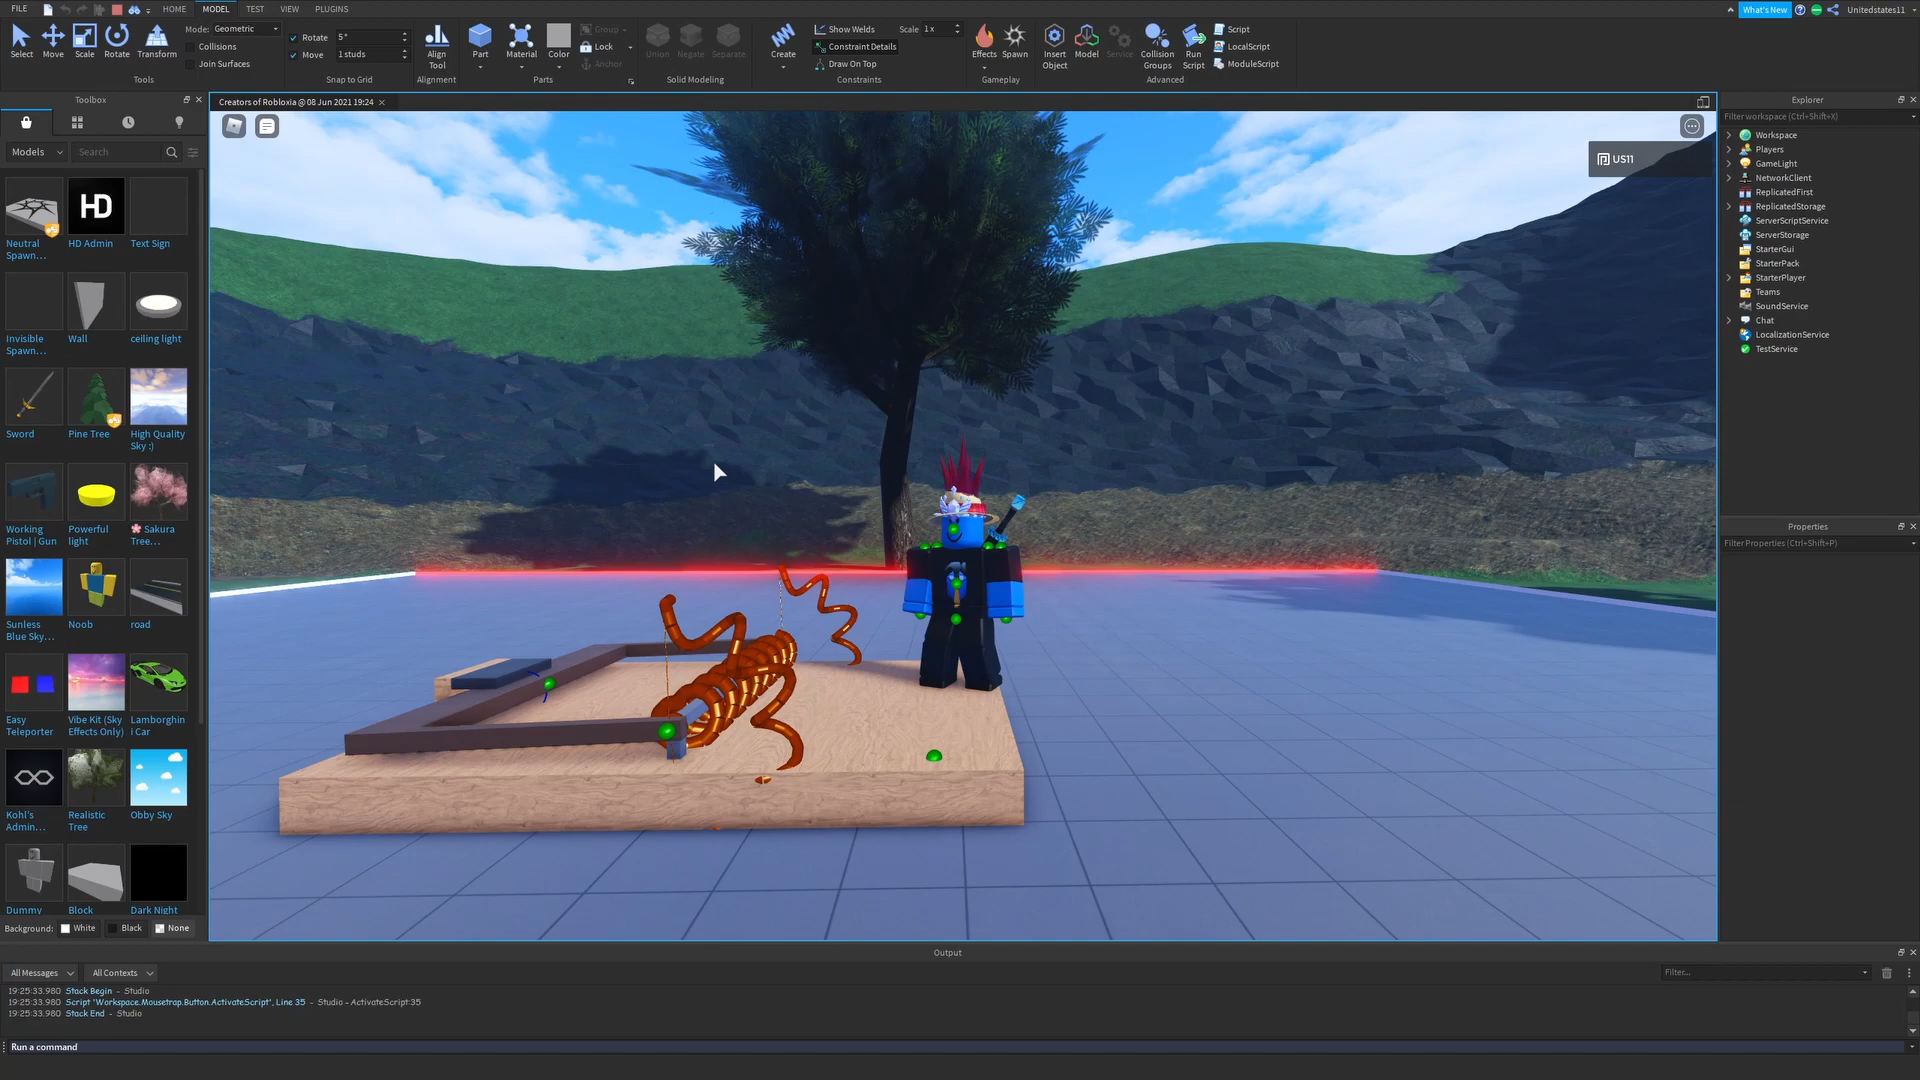 FILE HOME MODEL TEST VIEW PLUGINS What's New Unitedstates11
Select Move Scale Rotate Transform
Mode: Geometric
Collisions
Join Surfaces
Tools
Rotate 5°
Move 1 studs
Snap to Grid
Align Tool
Alignment
Part Material Color
Group
Lock
Anchor
Parts
Union Negate Separate
Solid Modeling
Create
Show Welds Scale 1 x
Constraint Details
Draw On Top
Constraints
Effects Spawn
Gameplay
Insert Object Model Service Collision Groups Run Script
Script
LocalScript
ModuleScript
Advanced
Toolbox
Models Search
Neutral Spawn... HD HD Admin Text Sign
Invisible Spawn... Wall ceiling light
Sword Pine Tree High Quality Sky :)
Working Pistol | Gun Powerful light Sakura Tree...
Sunless Blue Sky... Noob road
Easy Teleporter Vibe Kit (Sky Effects Only) Lamborghini Car
Kohl's Admin... Realistic Tree Obby Sky
Dummy Block Dark Night
Background: White Black None
Creators of Robloxia @ 08 Jun 2021 19:24
US11
Explorer
Filter workspace (Ctrl+Shift+X)
Workspace
Players
GameLight
NetworkClient
ReplicatedFirst
ReplicatedStorage
ServerScriptService
ServerStorage
StarterGui
StarterPack
StarterPlayer
Teams
SoundService
Chat
LocalizationService
TestService
Properties
Filter Properties (Ctrl+Shift+P)
Output
All Messages All Contexts Filter...
19:25:33.980 Stack Begin - Studio
19:25:33.980 Script 'Workspace.Mousetrap.Button.ActivateScript', Line 35 - Studio - ActivateScript:35
19:25:33.980 Stack End - Studio
Run a command